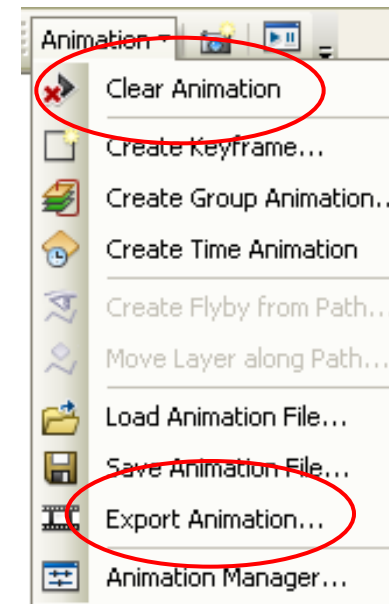 Animation
Clear Animation
Create Keyframe...
Create Group Animation..
Create Time Animation
Create Flyby from Path...
Move Layer along Path...
Load Animation File...
Save Animation File...
Export Animation...
Animation Manager...